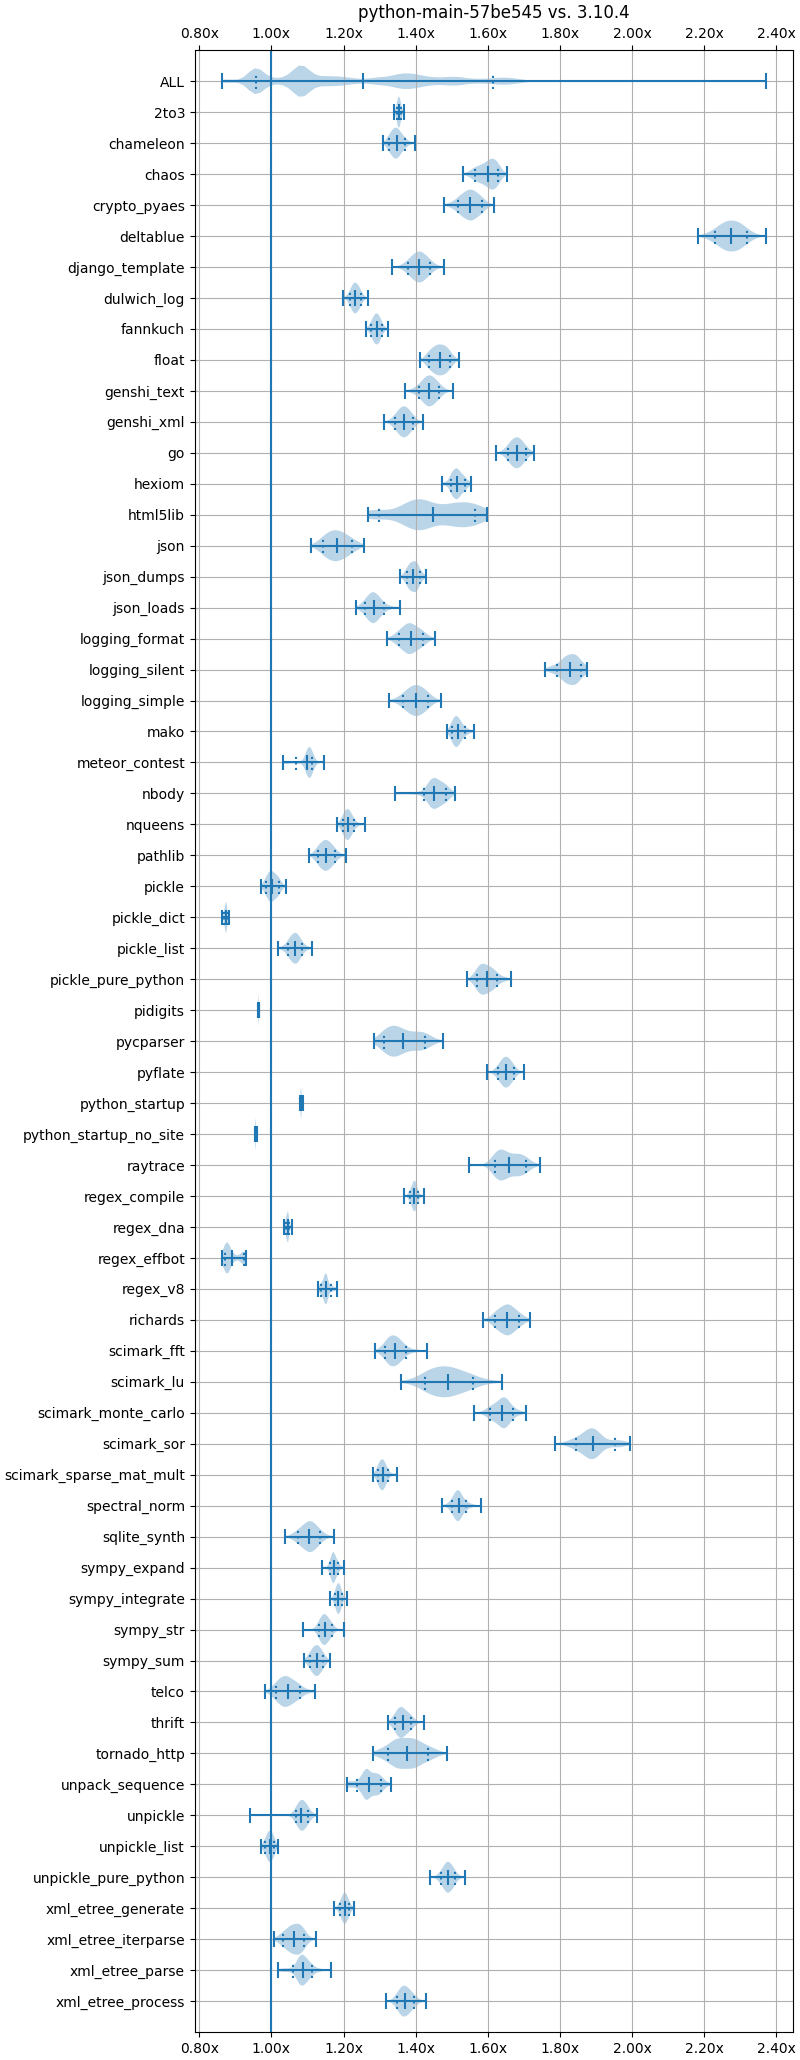 python-main-57be545 vs. 3.10.4
0.80x 1.00x 1.20x 1.40x 1.60x 1.80x 2.00x 2.20x 2.40x
ALL
2to3
chameleon
chaos
crypto_pyaes
deltablue
django_template
dulwich_log
fannkuch
float
genshi_text
genshi_xml
go
hexiom
html5lib
json
json_dumps
json_loads
logging_format
logging_silent
logging_simple
mako
meteor_contest
nbody
nqueens
pathlib
pickle
pickle_dict
pickle_list
pickle_pure_python
pidigits
pycparser
pyflate
python_startup
python_startup_no_site
raytrace
regex_compile
regex_dna
regex_effbot
regex_v8
richards
scimark_fft
scimark_lu
scimark_monte_carlo
scimark_sor
scimark_sparse_mat_mult
spectral_norm
sqlite_synth
sympy_expand
sympy_integrate
sympy_str
sympy_sum
telco
thrift
tornado_http
unpack_sequence
unpickle
unpickle_list
unpickle_pure_python
xml_etree_generate
xml_etree_iterparse
xml_etree_parse
xml_etree_process
0.80x 1.00x 1.20x 1.40x 1.60x 1.80x 2.00x 2.20x 2.40x